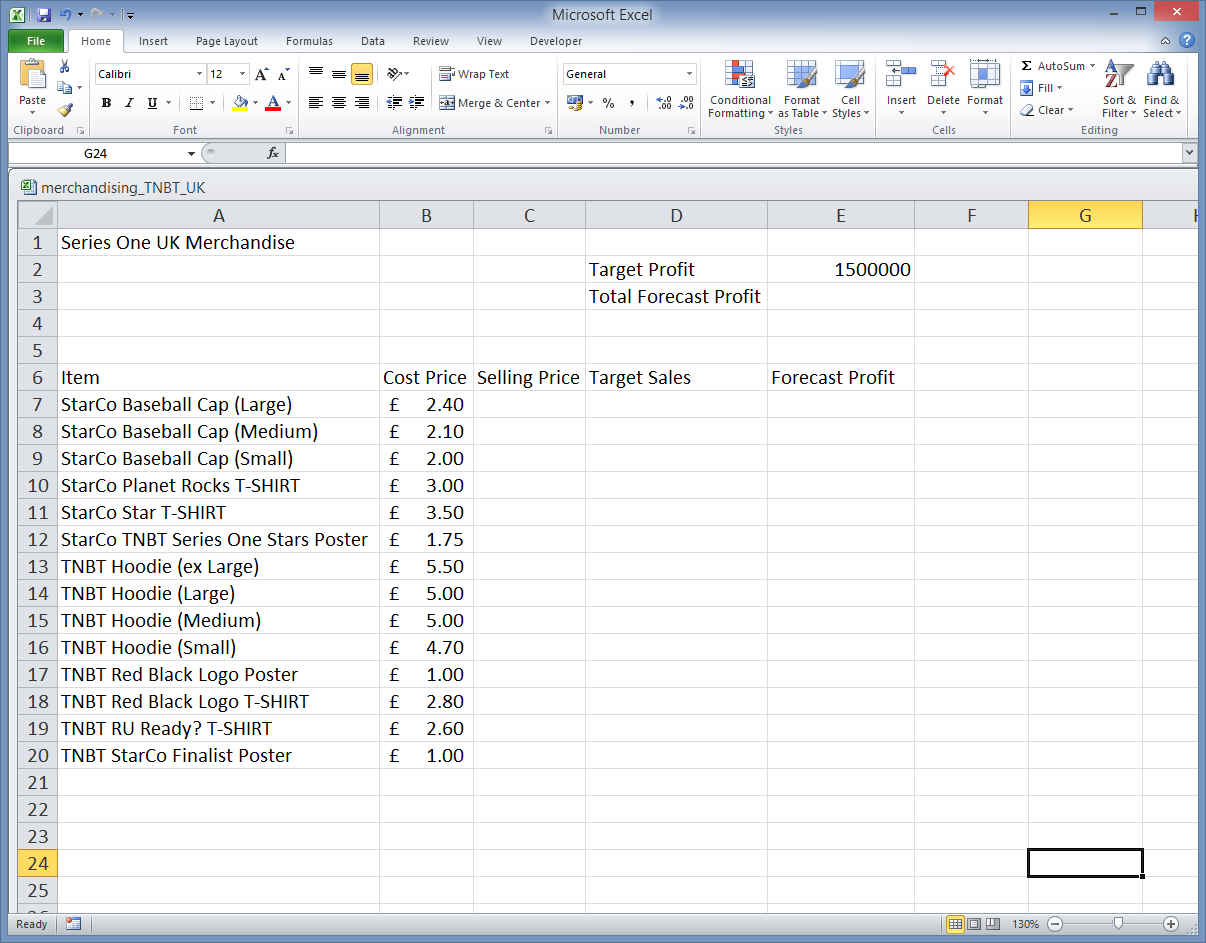 Microsoft Excel
File Home Insert Page Layout Formulas Data Review View Developer
Calibri 12 Wrap Text General Σ AutoSum
Paste B I U Merge & Center % , .00 .00 Conditional Formatting Format as Table Cell Styles Insert Delete Format Fill Clear Sort & Filter Find & Select
Clipboard Font Alignment Number Styles Cells Editing
G24 fx
merchandising_TNBT_UK
A B C D E F G H
1 Series One UK Merchandise
2 Target Profit 1500000
3 Total Forecast Profit
4
5
6 Item Cost Price Selling Price Target Sales Forecast Profit
7 StarCo Baseball Cap (Large) £ 2.40
8 StarCo Baseball Cap (Medium) £ 2.10
9 StarCo Baseball Cap (Small) £ 2.00
10 StarCo Planet Rocks T-SHIRT £ 3.00
11 StarCo Star T-SHIRT £ 3.50
12 StarCo TNBT Series One Stars Poster £ 1.75
13 TNBT Hoodie (ex Large) £ 5.50
14 TNBT Hoodie (Large) £ 5.00
15 TNBT Hoodie (Medium) £ 5.00
16 TNBT Hoodie (Small) £ 4.70
17 TNBT Red Black Logo Poster £ 1.00
18 TNBT Red Black Logo T-SHIRT £ 2.80
19 TNBT RU Ready? T-SHIRT £ 2.60
20 TNBT StarCo Finalist Poster £ 1.00
21
22
23
24
25
Ready 130%